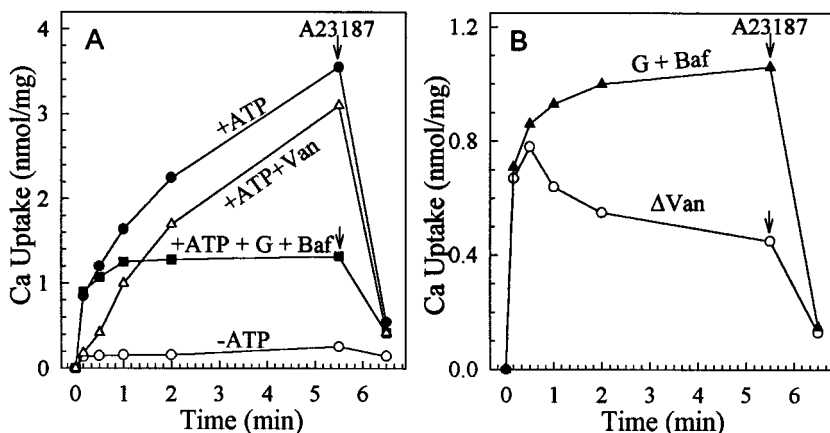 A
A23187
+ATP
+ATP+Van
+ATP + G + Baf
-ATP
Ca Uptake (nmol/mg)
4
3
2
1
0
0 1 2 3 4 5 6
Time (min)
B
A23187
G + Baf
ΔVan
Ca Uptake (nmol/mg)
1.2
0.8
0.4
0.0
0 1 2 3 4 5 6
Time (min)